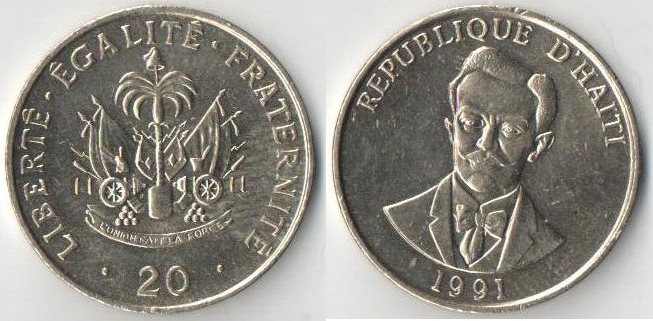 LIBERTÉ · ÉGALITÉ · FRATERNITÉ
L'UNION FAIT LA FORCE
· 20 ·
REPUBLIQUE D'HAITI
1991